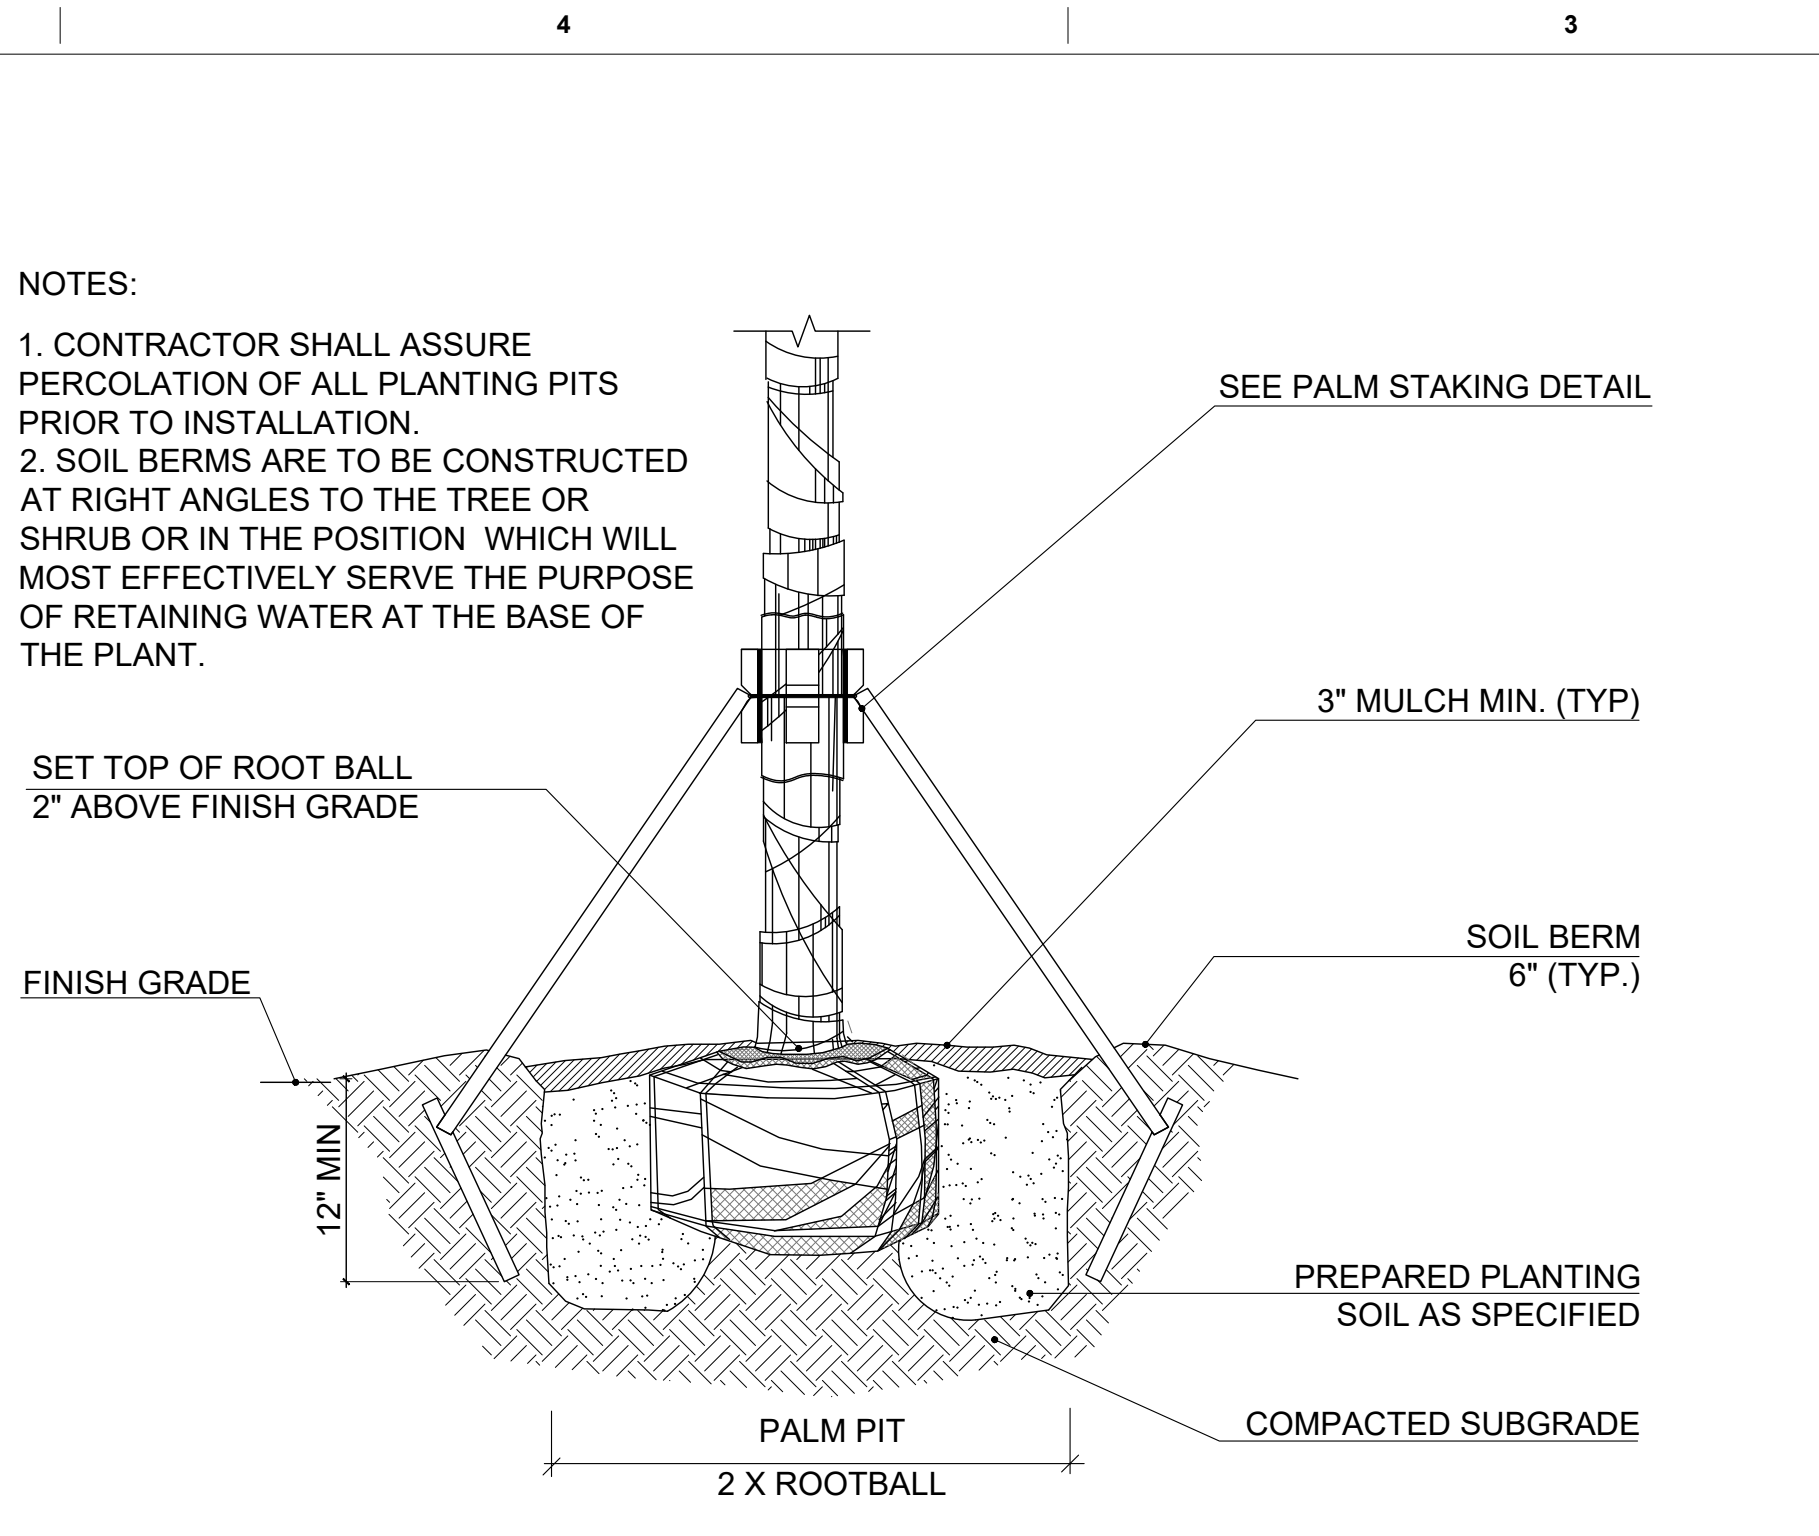 4
3
NOTES:
1. CONTRACTOR SHALL ASSURE
PERCOLATION OF ALL PLANTING PITS
PRIOR TO INSTALLATION.
2. SOIL BERMS ARE TO BE CONSTRUCTED
AT RIGHT ANGLES TO THE TREE OR
SHRUB OR IN THE POSITION  WHICH WILL
MOST EFFECTIVELY SERVE THE PURPOSE
OF RETAINING WATER AT THE BASE OF
THE PLANT.
SEE PALM STAKING DETAIL
3" MULCH MIN. (TYP)
SET TOP OF ROOT BALL
2" ABOVE FINISH GRADE
SOIL BERM
6" (TYP.)
FINISH GRADE
12" MIN
PREPARED PLANTING
SOIL AS SPECIFIED
COMPACTED SUBGRADE
PALM PIT
2 X ROOTBALL